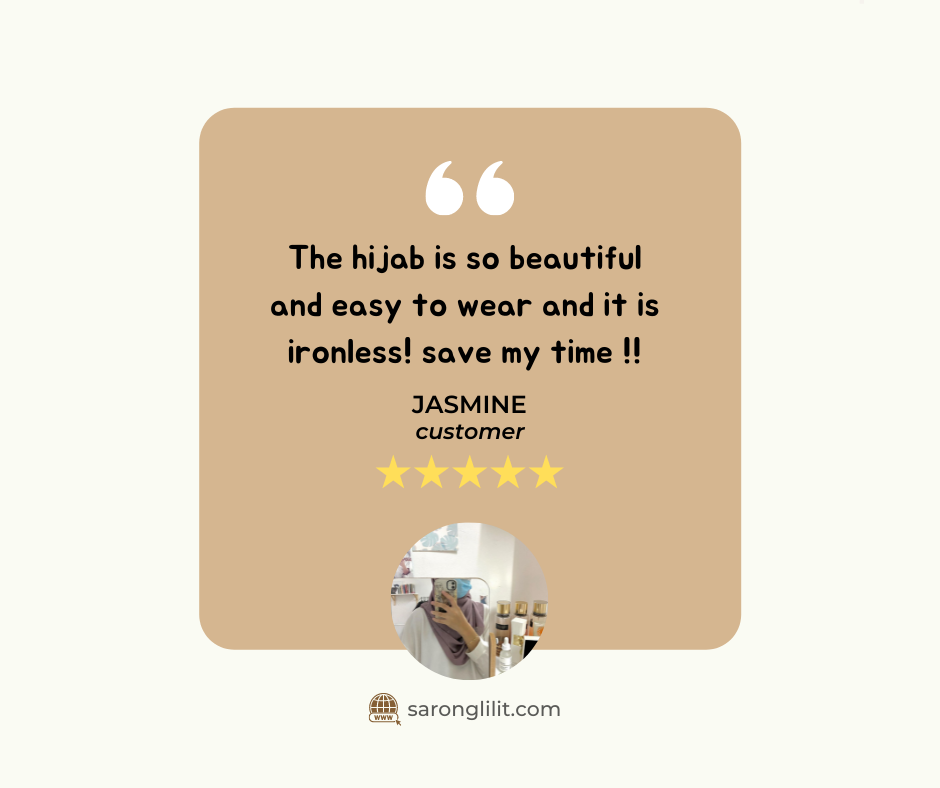 The hijab is so beautiful
and easy to wear and it is
ironless! save my time !!
JASMINE
customer
www
saronglilit.com